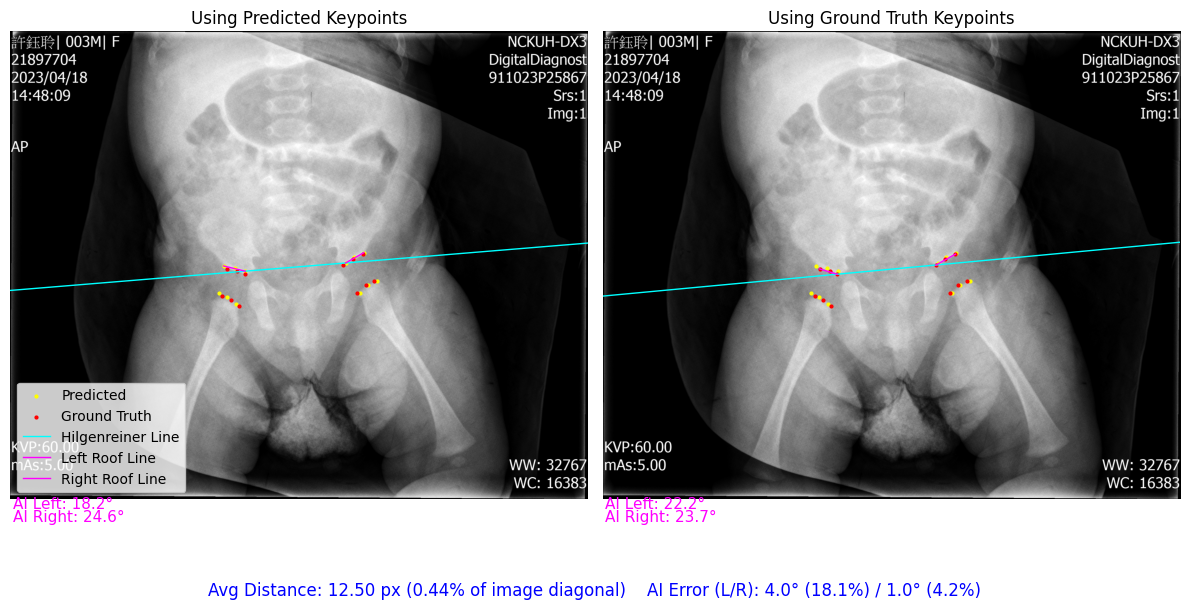 Using Predicted Keypoints
許鈺聆| 003M| F
21897704
2023/04/18
14:48:09
AP
NCKUH-DX3
DigitalDiagnost
911023P25867
Srs:1
Img:1
Predicted
Ground Truth
Hilgenreiner Line
Left Roof Line
Right Roof Line
KVP:60.00
mAs:5.00
WW: 32767
WC: 16383
AI Left: 18.2°
AI Right: 24.6°
Using Ground Truth Keypoints
許鈺聆| 003M| F
21897704
2023/04/18
14:48:09
AP
NCKUH-DX3
DigitalDiagnost
911023P25867
Srs:1
Img:1
KVP:60.00
mAs:5.00
WW: 32767
WC: 16383
AI Left: 22.2°
AI Right: 23.7°
Avg Distance: 12.50 px (0.44% of image diagonal) AI Error (L/R): 4.0° (18.1%) / 1.0° (4.2%)